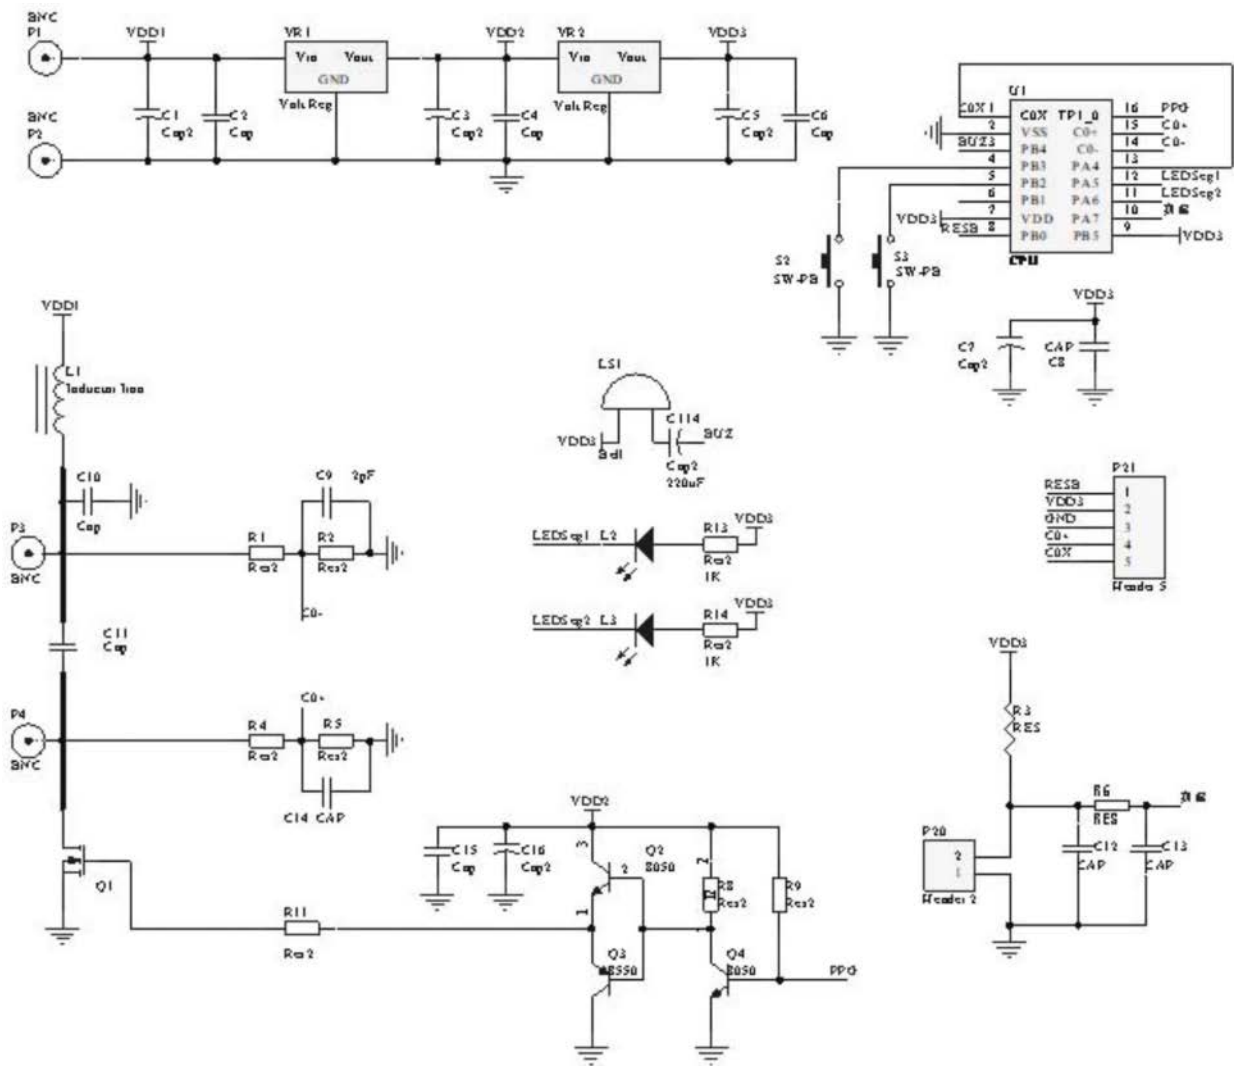 BNC
P1
VDD1
VR1
Vin Vout
GND
Volt Reg
VDD2
VR2
Vin Vout
GND
Volt Reg
VDD3
C1
Cap2
C2
Cap
C3
Cap2
C4
Cap
C5
Cap2
C6
Cap
BNC
P2
U1
C0X 1 C0X TP1_0 16 PPG
2 VSS C0+ 15 C0+
BUZ3 PB4 C0- 14 C0-
4 PB3 PA4 13
5 PB2 PA5 12 LEDSeg1
6 PB1 PA6 11 LEDSeg2
VDD3 7 VDD PA7 10
RESB 8 PB0 PB5 9 VDD3
CPU
S2
SW-PB
S3
SW-PB
VDD3
C7
Cap2
CAP
C8
VDD1
L1
Inductor Iron
C10
Cap
P3
BNC
R1
Res2
C9 2pF
R2
Res2
C0-
C11
Cap
P4
BNC
R4
Res2
C0+
R5
Res2
C14 CAP
LS1
VDD3
Bell
C114
Cap2
220uF
BUZ
LEDSeg1 L2
R13
Res2
1K
VDD3
LEDSeg2 L3
R14
Res2
1K
VDD3
P21
RESB 1
VDD3 2
GND 3
C0+ 4
C0X 5
Header 5
VDD3
R3
RES
R6
RES
P20
2
1
Header 2
C12
CAP
C13
CAP
VDD2
C15
Cap
C16
Cap2
3
Q2
8050
2
1
2
R8
Res2
R9
Res2
Q1
R11
Res2
Q3
8550
Q4
8050
PPG